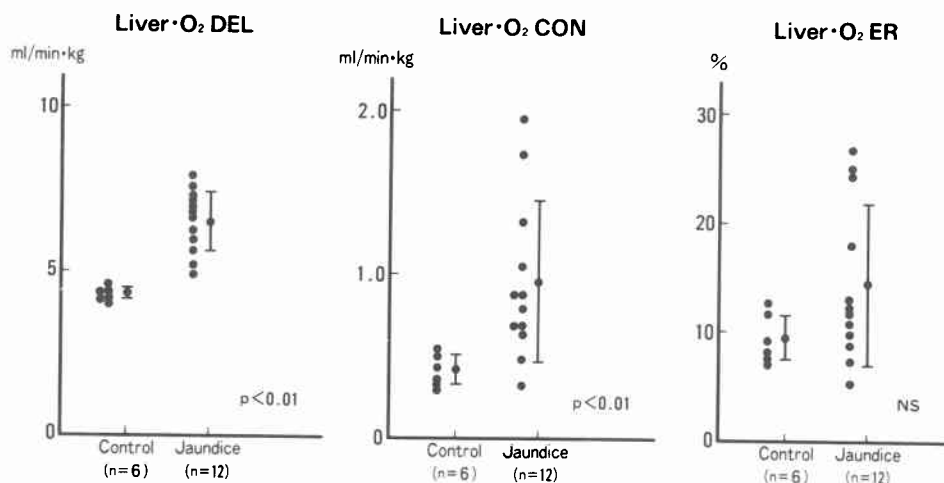 Liver·O₂ DEL
ml/min·kg
10
5
0
p<0.01
Control
(n=6)
Jaundice
(n=12)
Liver·O₂ CON
ml/min·kg
2.0
1.0
0
p<0.01
Control
(n=6)
Jaundice
(n=12)
Liver·O₂ ER
%
30
20
10
0
NS
Control
(n=6)
Jaundice
(n=12)